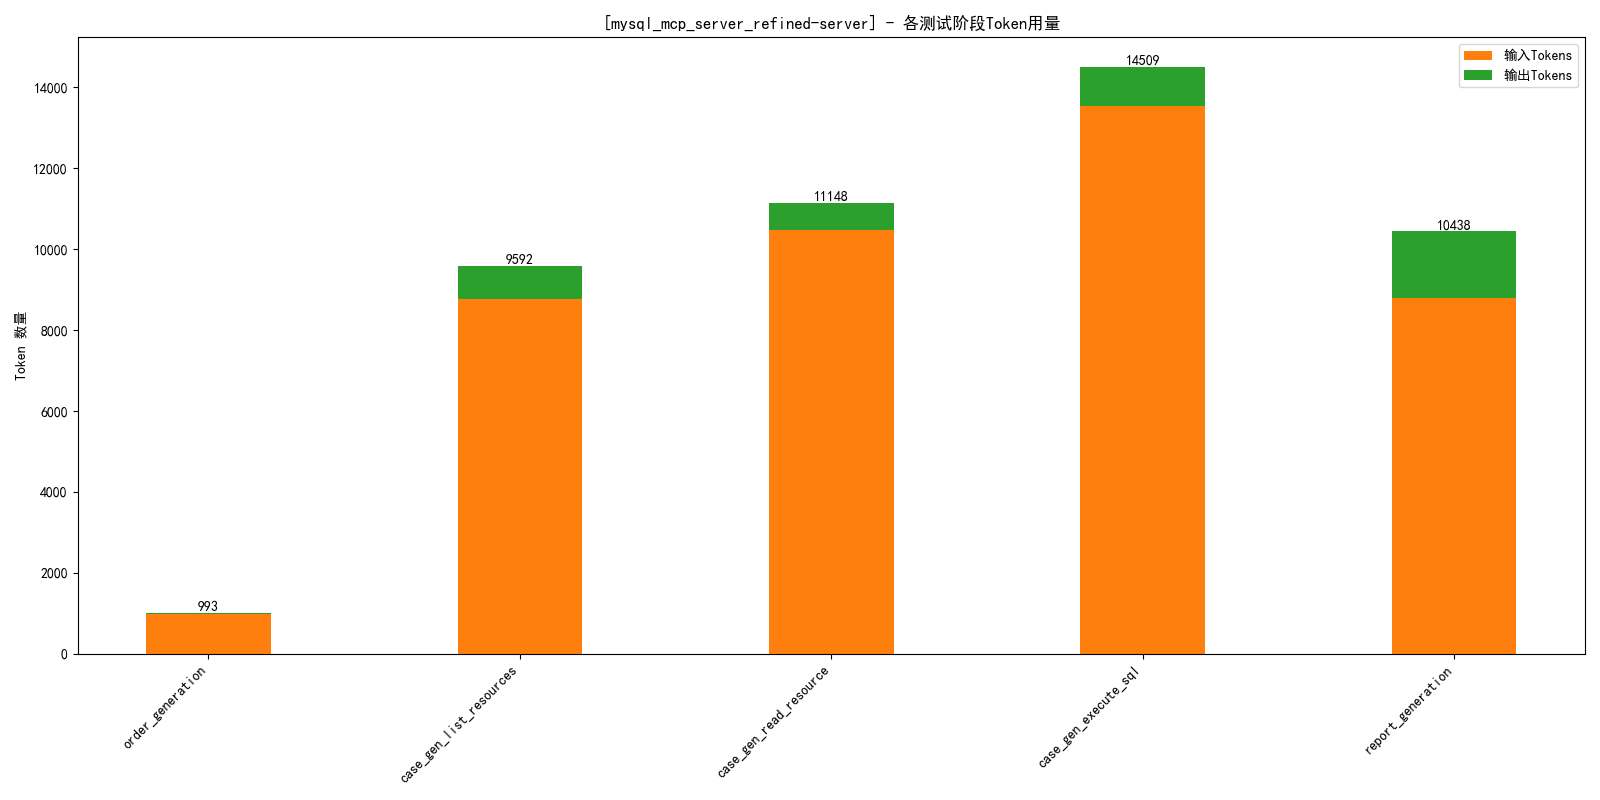 [mysql_mcp_server_refined-server] - 各测试阶段Token用量
输入Tokens
输出Tokens
Token 数量
14000
12000
10000
8000
6000
4000
2000
0
993
9592
11148
14509
10438
order_generation
case_gen_list_resources
case_gen_read_resource
case_gen_execute_sql
report_generation